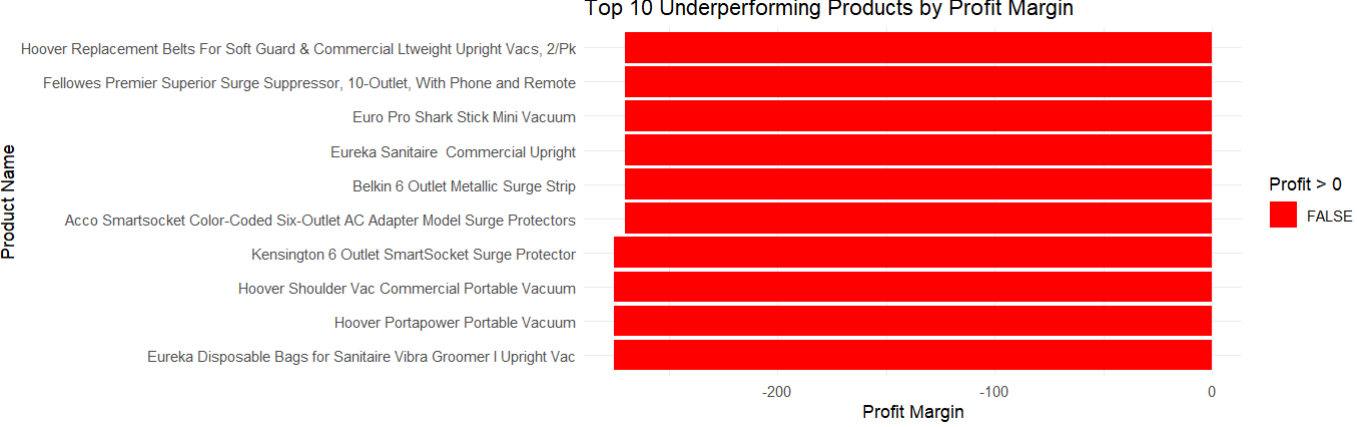 Top 10 Underperforming Products by Profit Margin
Hoover Replacement Belts For Soft Guard & Commercial Ltweight Upright Vacs, 2/Pk
Fellowes Premier Superior Surge Suppressor, 10-Outlet, With Phone and Remote
Euro Pro Shark Stick Mini Vacuum
Eureka Sanitaire  Commercial Upright
Belkin 6 Outlet Metallic Surge Strip
Acco Smartsocket Color-Coded Six-Outlet AC Adapter Model Surge Protectors
Kensington 6 Outlet SmartSocket Surge Protector
Hoover Shoulder Vac Commercial Portable Vacuum
Hoover Portapower Portable Vacuum
Eureka Disposable Bags for Sanitaire Vibra Groomer I Upright Vac
Product Name
-200
-100
0
Profit Margin
Profit > 0
FALSE